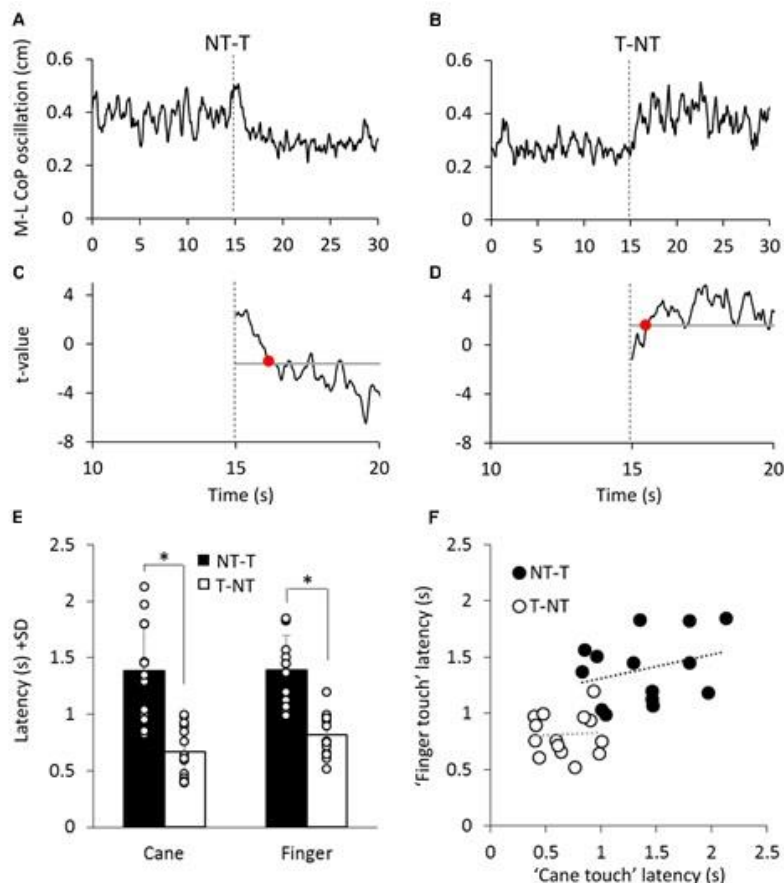 A
NT-T
M-L CoP oscillation (cm)
0.6
0.4
0.2
0
0 5 10 15 20 25 30
B
T-NT
0.6
0.4
0.2
0
0 5 10 15 20 25 30
C
t-value
4
0
-4
-8
10 15 20
Time (s)
D
4
0
-4
-8
10 15 20
Time (s)
E
Latency (s) +SD
2.5
2
1.5
1
0.5
0
*
*
NT-T
T-NT
Cane Finger
F
'Finger touch' latency (s)
2.5
2
1.5
1
0.5
0
NT-T
T-NT
0 0.5 1 1.5 2 2.5
'Cane touch' latency (s)